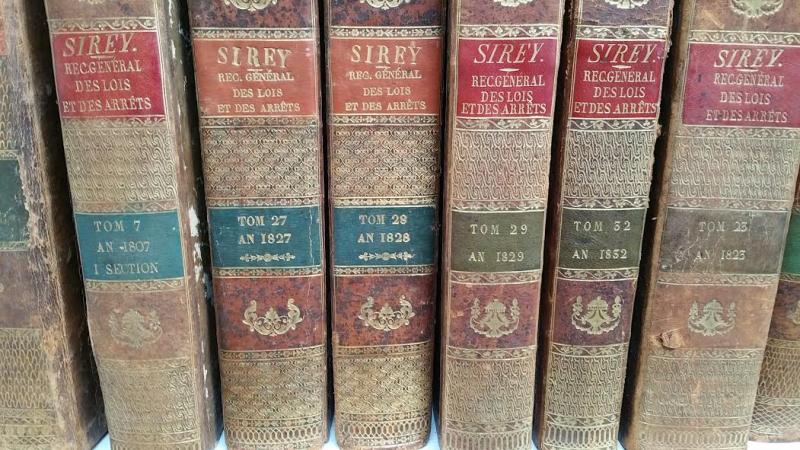 SIREY.
REC.GÉNÉRAL
DES LOIS
ET DES ARRÊTS
TOM 7
AN -1807
I SECTION
SIREY
REC. GÉNÉRAL
DES LOIS
ET DES ARRÊTS
TOM 27
AN 1827
SIREY
REC. GÉNÉRAL
DES LOIS
ET DES ARRÊTS
TOM 28
AN 1828
SIREY.
REC.GÉNÉRAL
DES LOIS
ET DES ARRÊTS
TOM 29
AN 1829
SIREY.
REC.GÉNÉRAL
DES LOIS
ET DES ARRÊTS
TOM 32
AN 1832
SIREY.
REC.GÉNÉRAL
DES LOIS
ET DES ARRÊTS
TOM 23
AN 1823